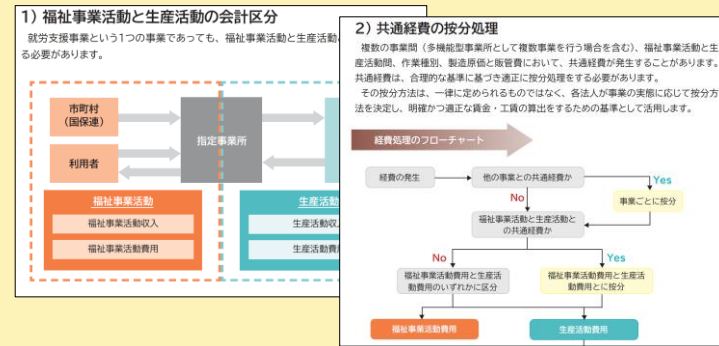 1）福祉事業活動と生産活動の会計区分
就労支援事業という1つの事業であっても、福祉事業活動と生産活動
る必要があります。
市町村
（国保連）
利用者
指定事業所
福祉事業活動
福祉事業活動収入
福祉事業活動費用
生産活動
生産活動収
生産活動費
2）共通経費の按分処理
複数の事業間（多機能型事業所として複数事業を行う場合を含む）、福祉事業活動と生
産活動間、作業種別、製造原価と販管費において、共通経費が発生することがあります。
共通経費は、合理的な基準に基づき適正に按分処理をする必要があります。
その按分方法は、一律に定められるものではなく、各法人が事業の実態に応じて按分方
法を決定し、明確かつ適正な賃金・工賃の算出をするための基準として活用します。
経費処理のフローチャート
経費の発生
他の事業との共通経費か
Yes
No
事業ごとに按分
福祉事業活動と生産活動と
の共通経費か
No
Yes
福祉事業活動費用と生産活
動費用のいずれかに区分
福祉事業活動費用と生産活
動費用とに按分
福祉事業活動費用
生産活動費用